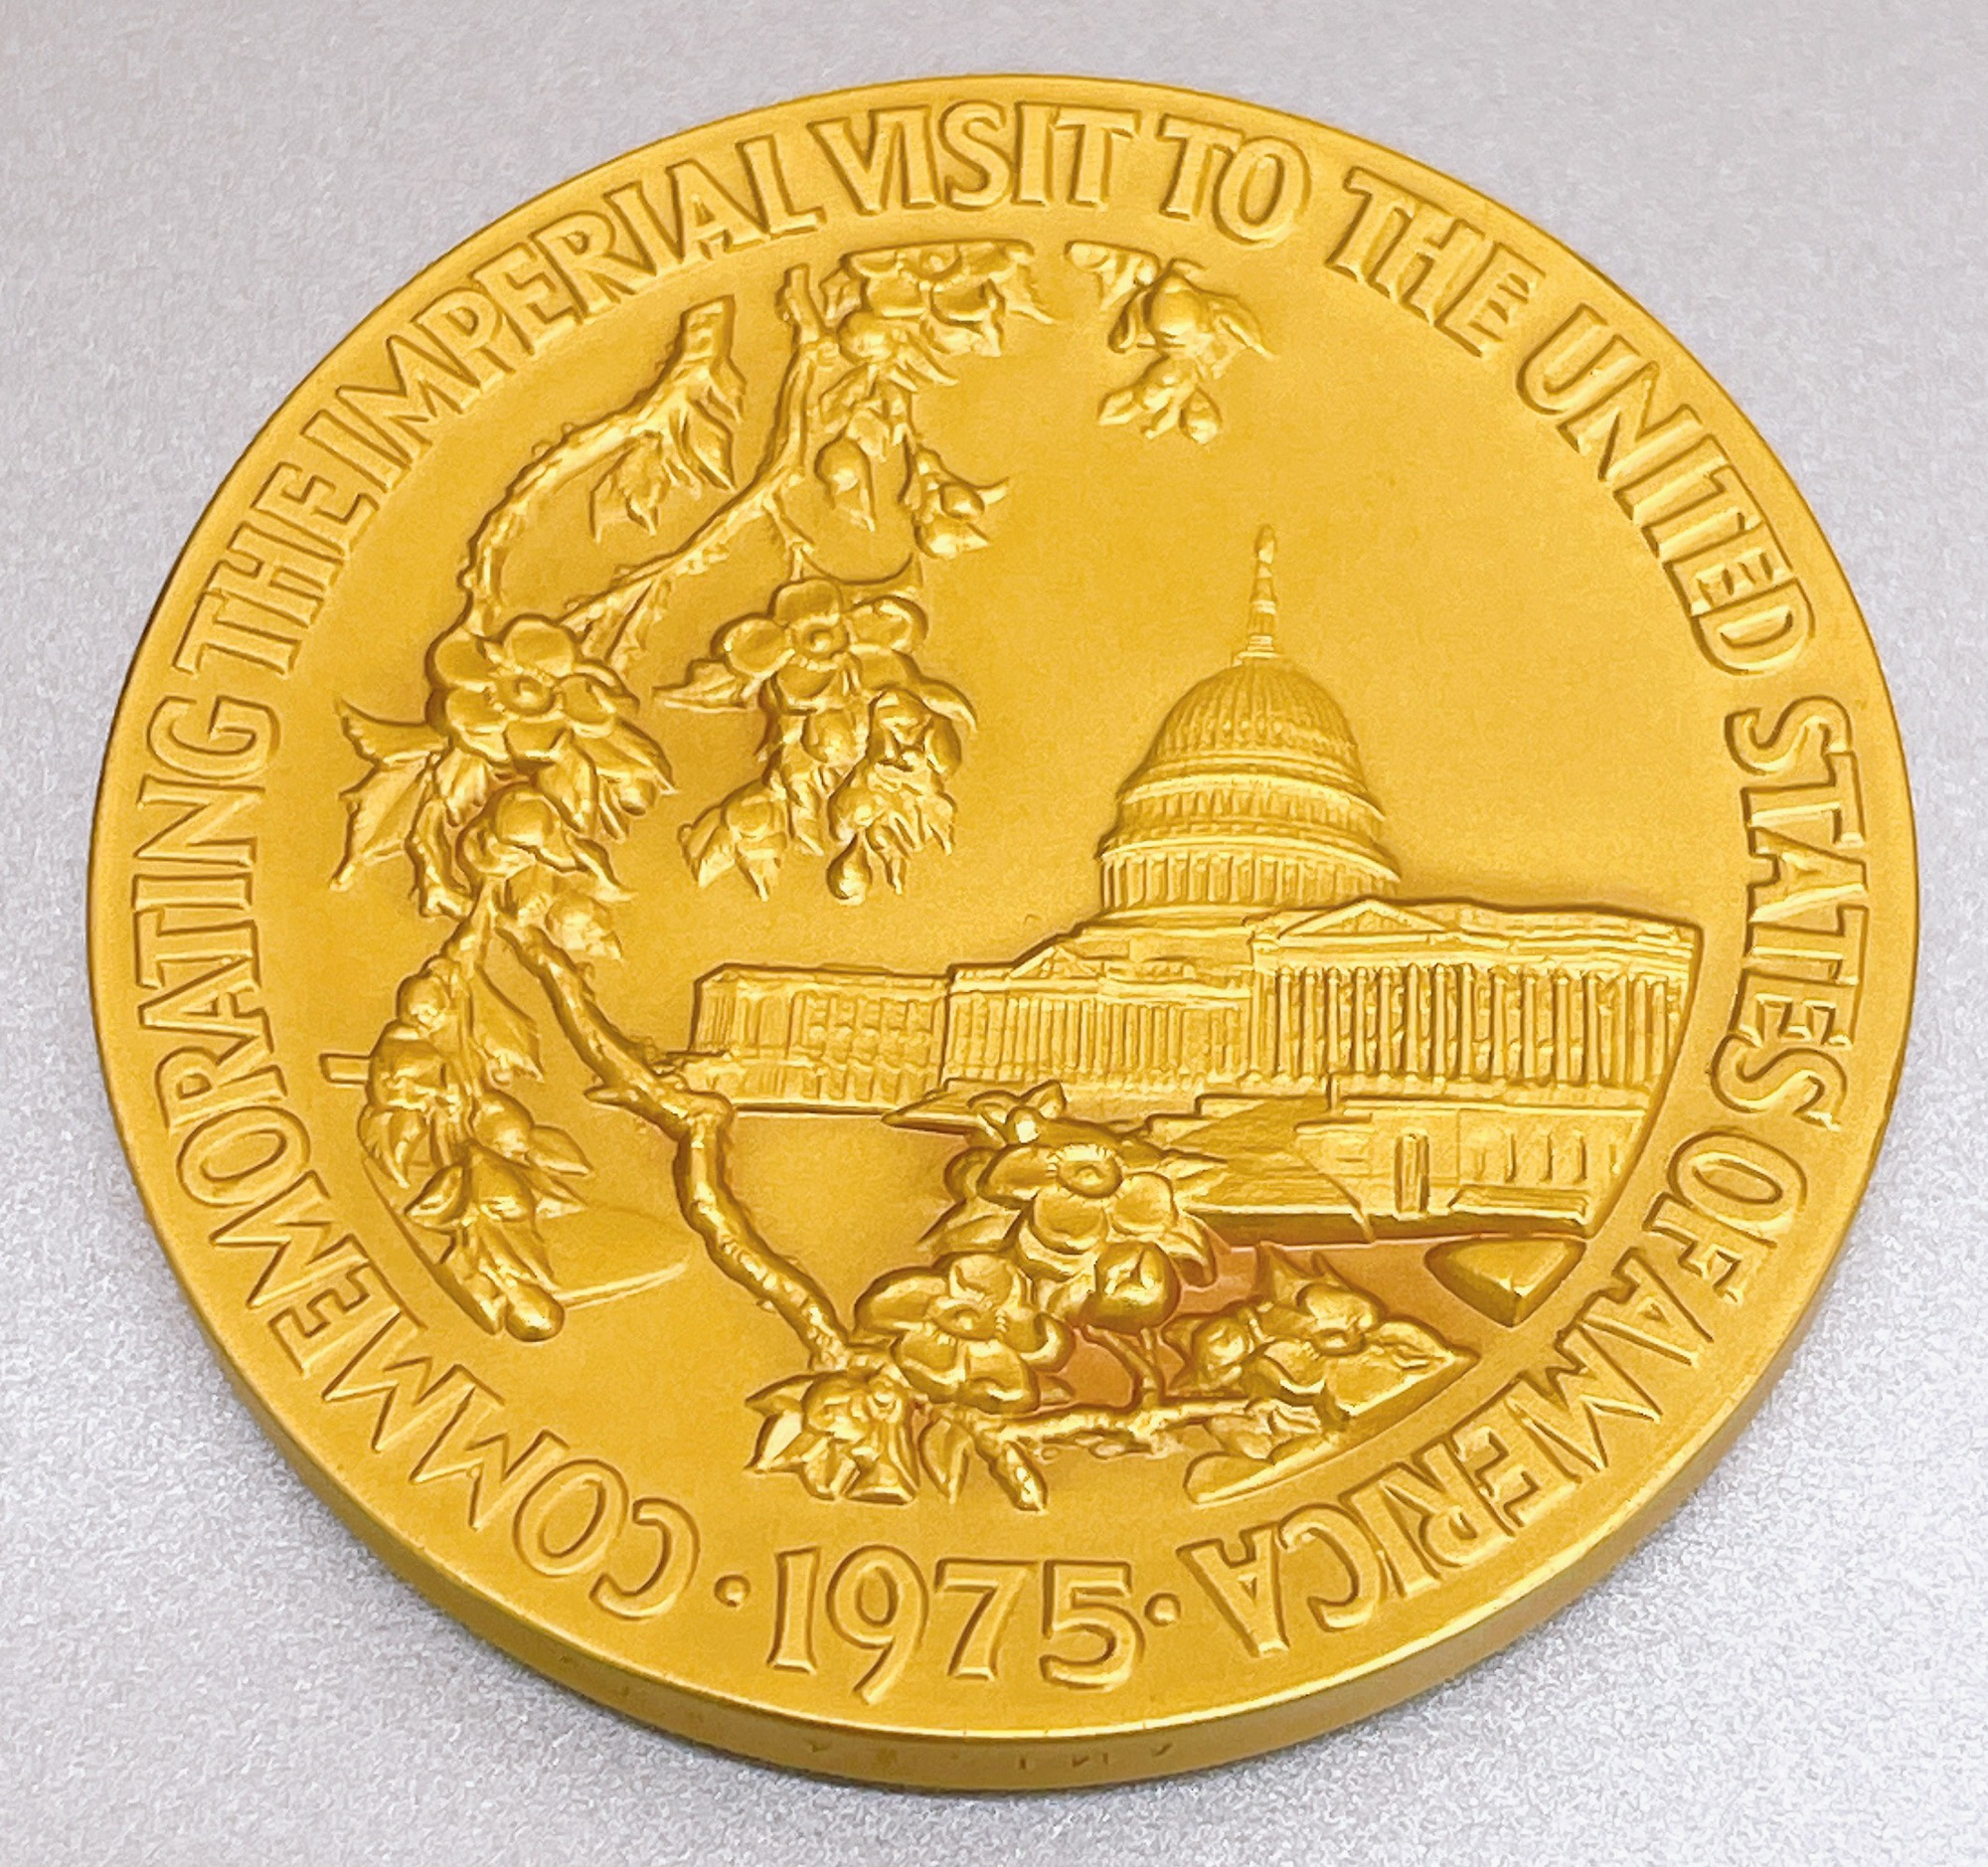 COMMEMORATING THE IMPERIAL VISIT TO THE UNITED STATES OF AMERICA
· 1975 ·